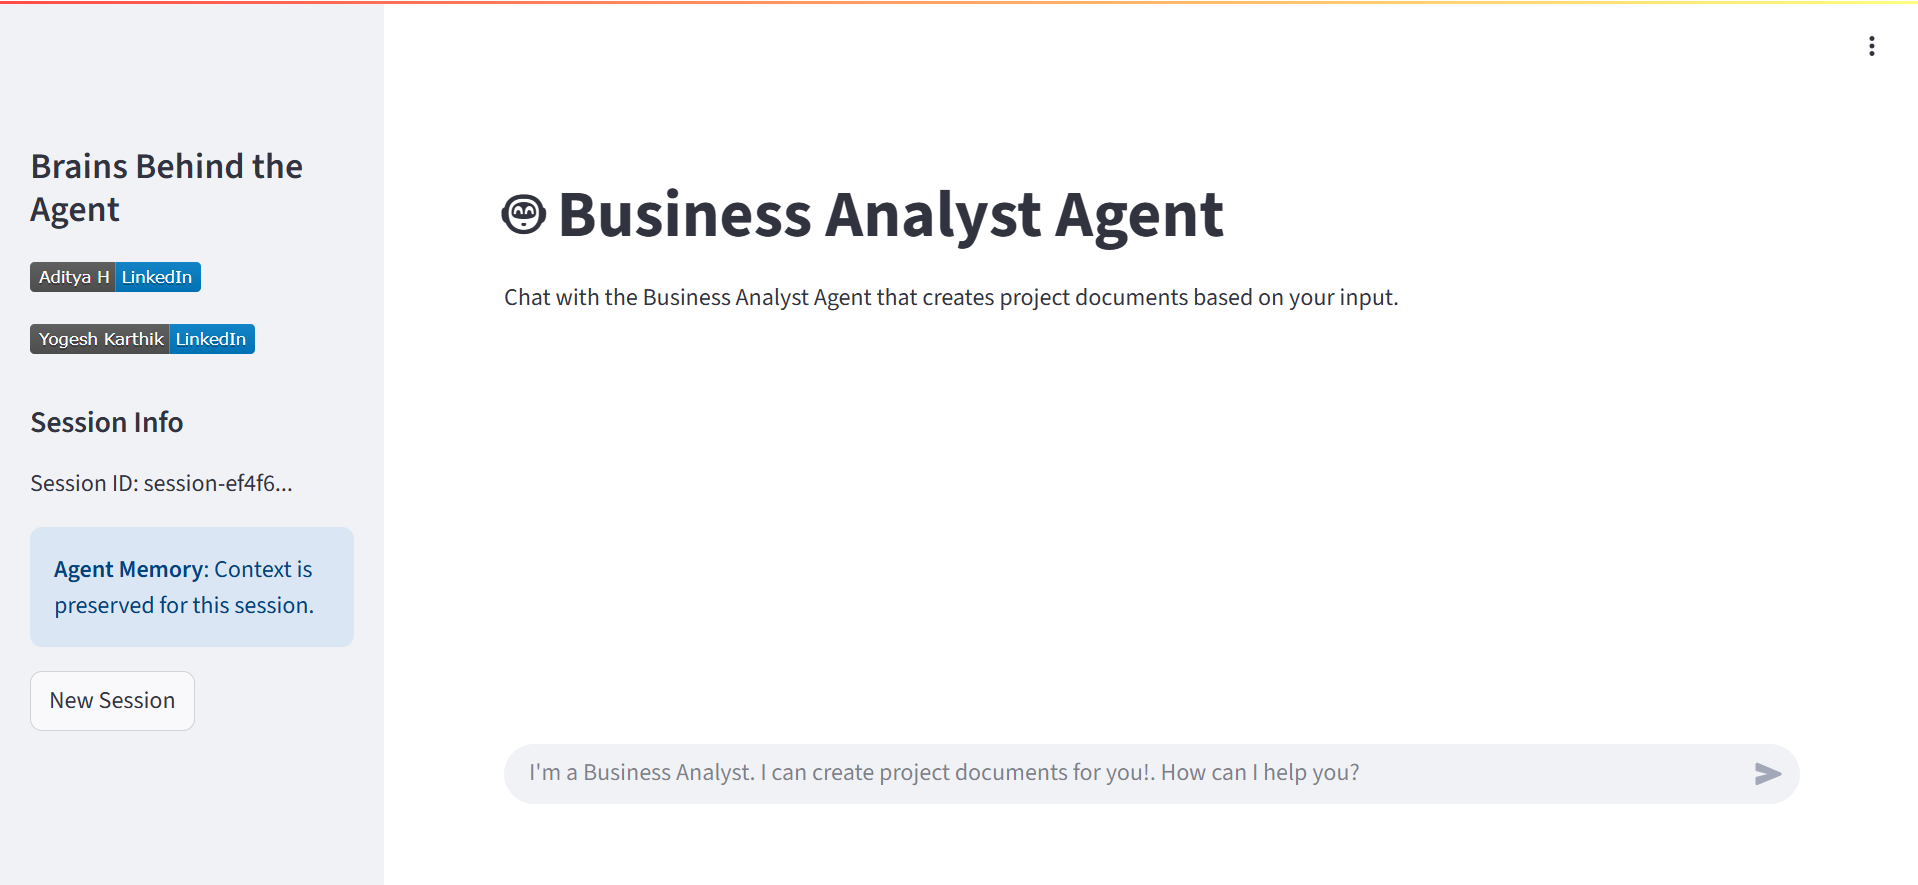 Brains Behind the
Agent
Aditya H LinkedIn
Yogesh Karthik LinkedIn
Session Info
Session ID: session-ef4f6...
Agent Memory: Context is
preserved for this session.
New Session
Business Analyst Agent
Chat with the Business Analyst Agent that creates project documents based on your input.
I'm a Business Analyst. I can create project documents for you!. How can I help you?